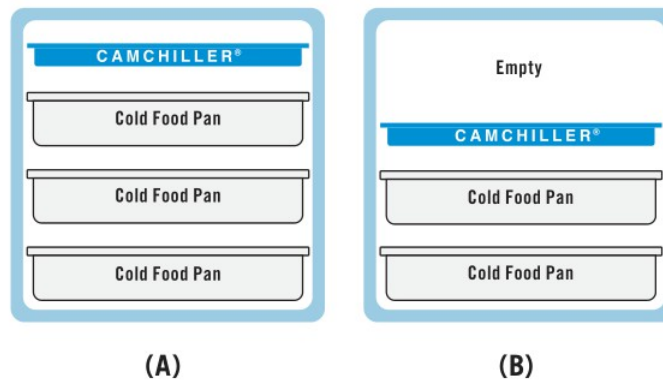 CAMCHILLER®
Cold Food Pan
Cold Food Pan
Cold Food Pan
(A)
Empty
CAMCHILLER®
Cold Food Pan
Cold Food Pan
(B)